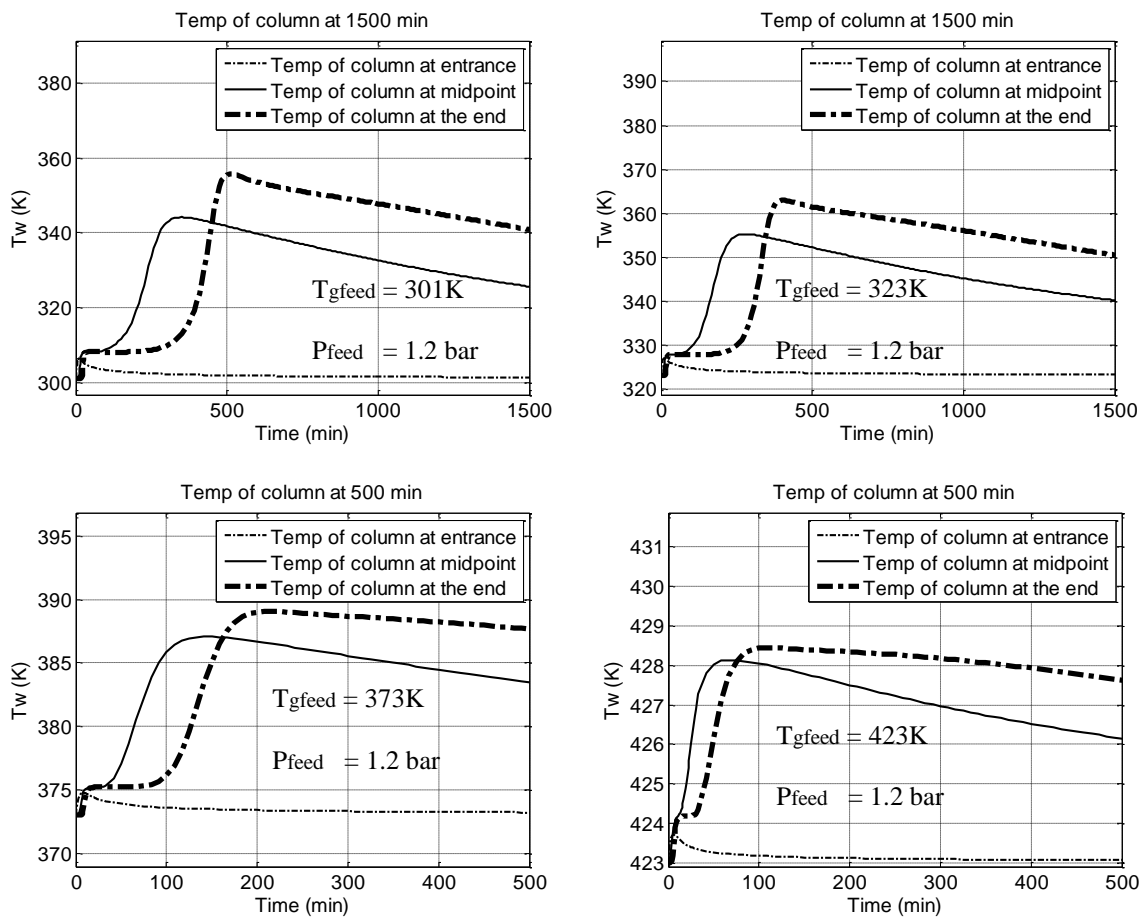 Temp of column at 1500 min
Temp of column at entrance
Temp of column at midpoint
Temp of column at the end
Tw (K)
380
360
340
320
300
Tgfeed = 301K
Pfeed = 1.2 bar
0 500 1000 1500
Time (min)
Temp of column at 1500 min
Temp of column at entrance
Temp of column at midpoint
Temp of column at the end
Tw (K)
390
380
370
360
350
340
330
320
Tgfeed = 323K
Pfeed = 1.2 bar
0 500 1000 1500
Time (min)
Temp of column at 500 min
Temp of column at entrance
Temp of column at midpoint
Temp of column at the end
Tw (K)
395
390
385
380
375
370
Tgfeed = 373K
Pfeed = 1.2 bar
0 100 200 300 400 500
Time (min)
Temp of column at 500 min
Temp of column at entrance
Temp of column at midpoint
Temp of column at the end
Tw (K)
431
430
429
428
427
426
425
424
423
Tgfeed = 423K
Pfeed = 1.2 bar
0 100 200 300 400 500
Time (min)